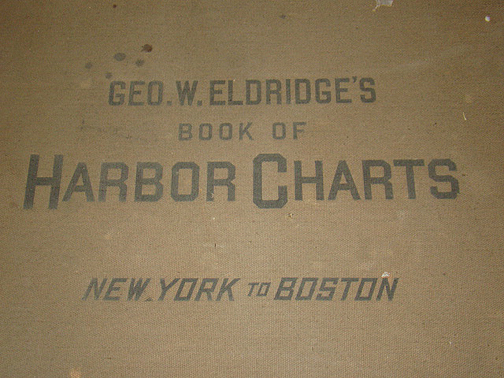 GEO. W. ELDRIDGE'S
BOOK OF
HARBOR CHARTS
NEW YORK TO BOSTON